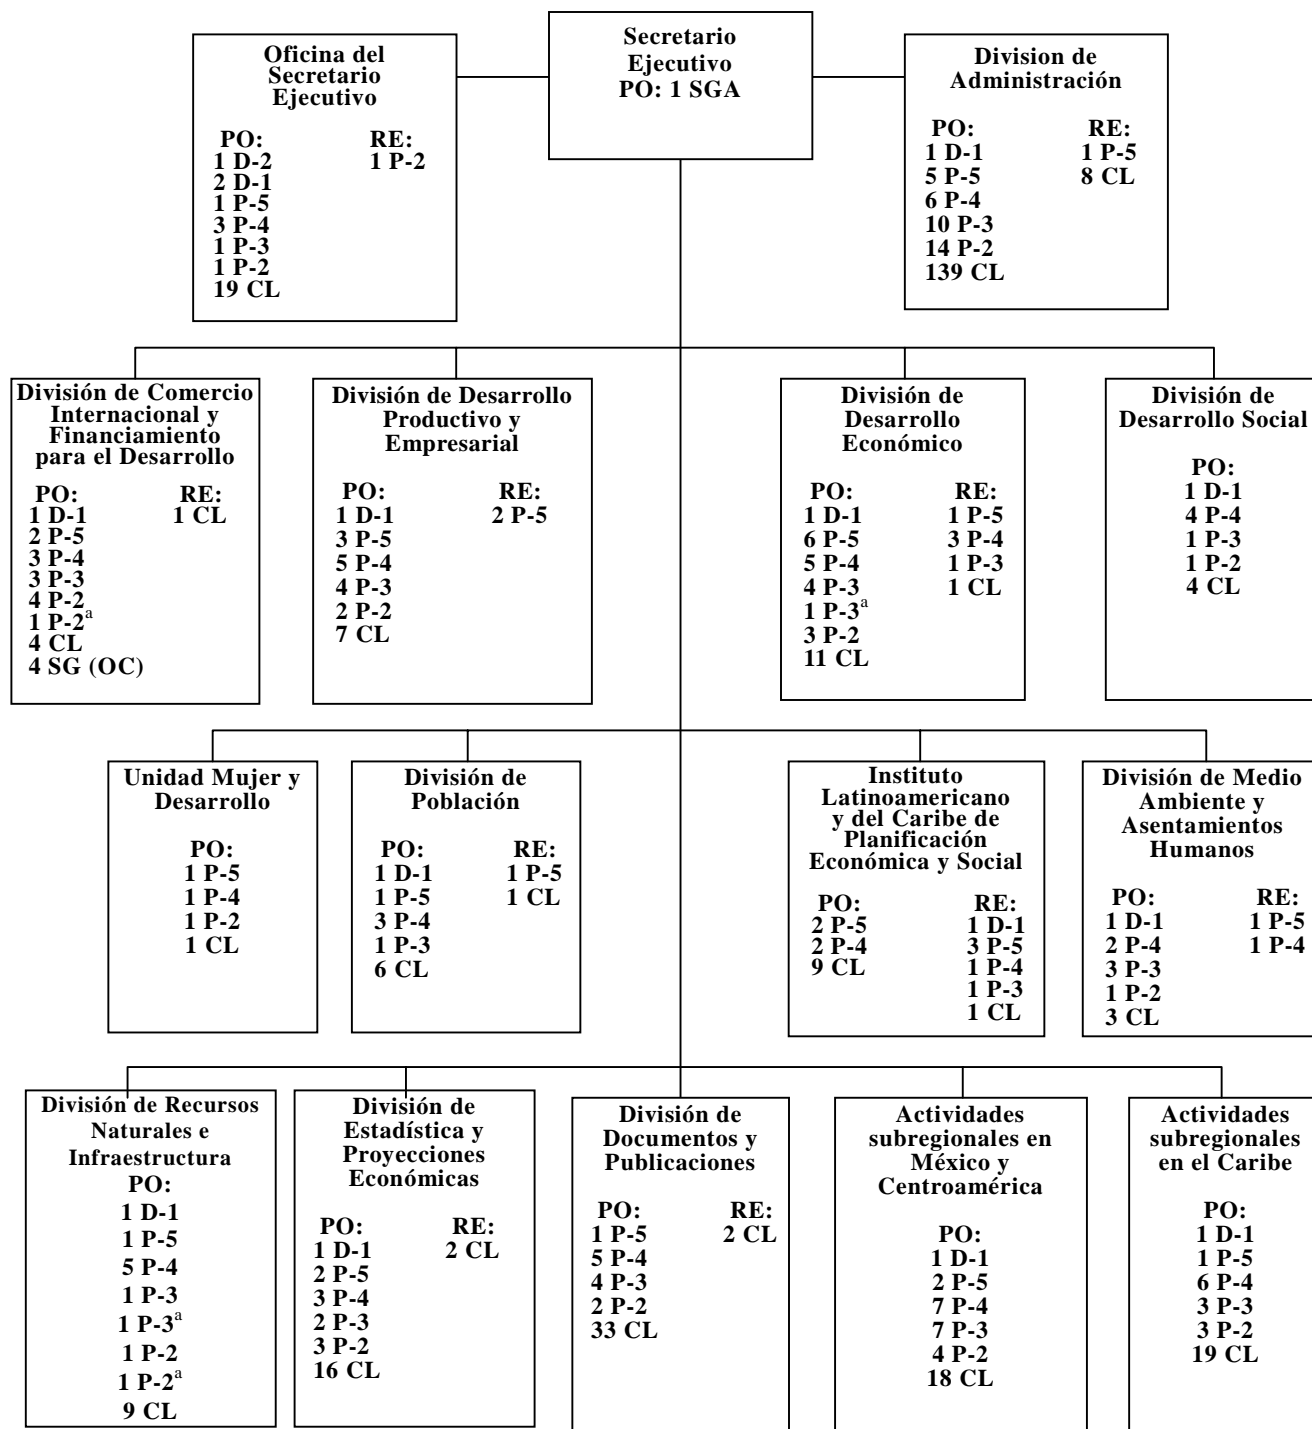 Oficina del
Secretario
Ejecutivo
PO:
1 D-2
2 D-1
1 P-5
3 P-4
1 P-3
1 P-2
19 CL
RE:
1 P-2
Secretario
Ejecutivo
PO: 1 SGA
Division de
Administración
PO:
1 D-1
5 P-5
6 P-4
10 P-3
14 P-2
139 CL
RE:
1 P-5
8 CL
División de Comercio
Internacional y
Financiamiento
para el Desarrollo
PO:
1 D-1
2 P-5
3 P-4
3 P-3
4 P-2
1 P-2a
4 CL
4 SG (OC)
RE:
1 CL
División de Desarrollo
Productivo y
Empresarial
PO:
1 D-1
3 P-5
5 P-4
4 P-3
2 P-2
7 CL
RE:
2 P-5
División de
Desarrollo
Económico
PO:
1 D-1
6 P-5
5 P-4
4 P-3
1 P-3a
3 P-2
11 CL
RE:
1 P-5
3 P-4
1 P-3
1 CL
División de
Desarrollo Social
PO:
1 D-1
4 P-4
1 P-3
1 P-2
4 CL
Unidad Mujer y
Desarrollo
PO:
1 P-5
1 P-4
1 P-2
1 CL
División de
Población
PO:
1 D-1
1 P-5
3 P-4
1 P-3
6 CL
RE:
1 P-5
1 CL
Instituto
Latinoamericano
y del Caribe de
Planificación
Económica y Social
PO:
2 P-5
2 P-4
9 CL
RE:
1 D-1
3 P-5
1 P-4
1 P-3
1 CL
División de Medio
Ambiente y
Asentamientos
Humanos
PO:
1 D-1
2 P-4
3 P-3
1 P-2
3 CL
RE:
1 P-5
1 P-4
División de Recursos
Naturales e
Infraestructura
PO:
1 D-1
1 P-5
5 P-4
1 P-3
1 P-3a
1 P-2
1 P-2a
9 CL
División de
Estadística y
Proyecciones
Económicas
PO:
1 D-1
2 P-5
3 P-4
2 P-3
3 P-2
16 CL
RE:
2 CL
División de
Documentos y
Publicaciones
PO:
1 P-5
5 P-4
4 P-3
2 P-2
33 CL
RE:
2 CL
Actividades
subregionales en
México y
Centroamérica
PO:
1 D-1
2 P-5
7 P-4
7 P-3
4 P-2
18 CL
Actividades
subregionales
en el Caribe
PO:
1 D-1
1 P-5
6 P-4
3 P-3
3 P-2
19 CL